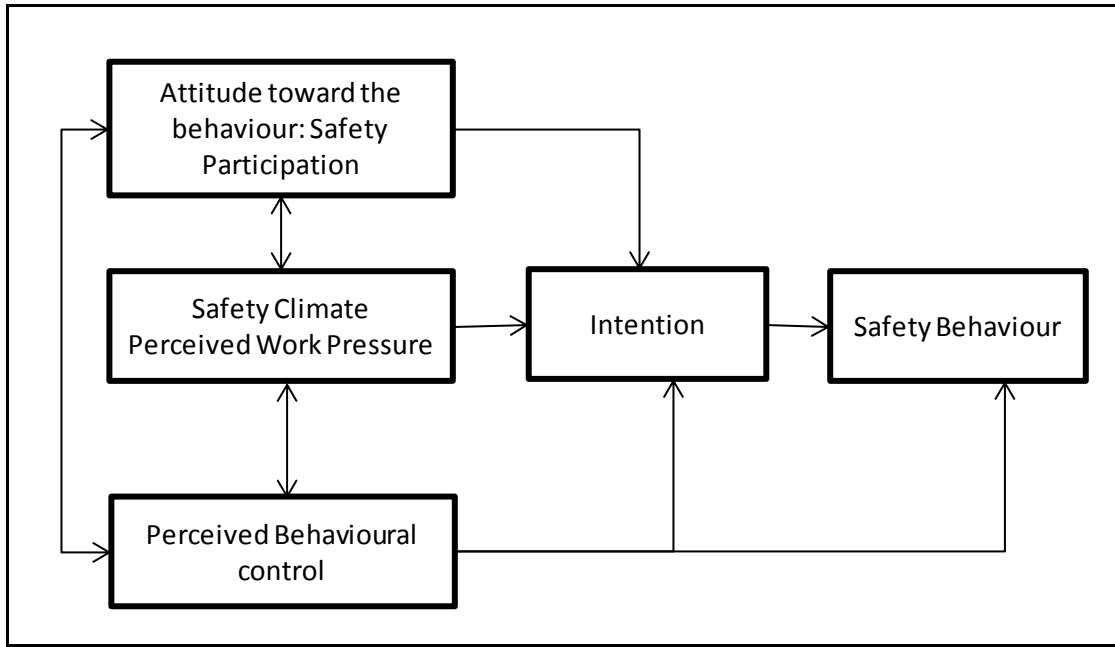 Attitude toward the
behaviour: Safety
Participation
Safety Climate
Perceived Work Pressure
Intention
Safety Behaviour
Perceived Behavioural
control